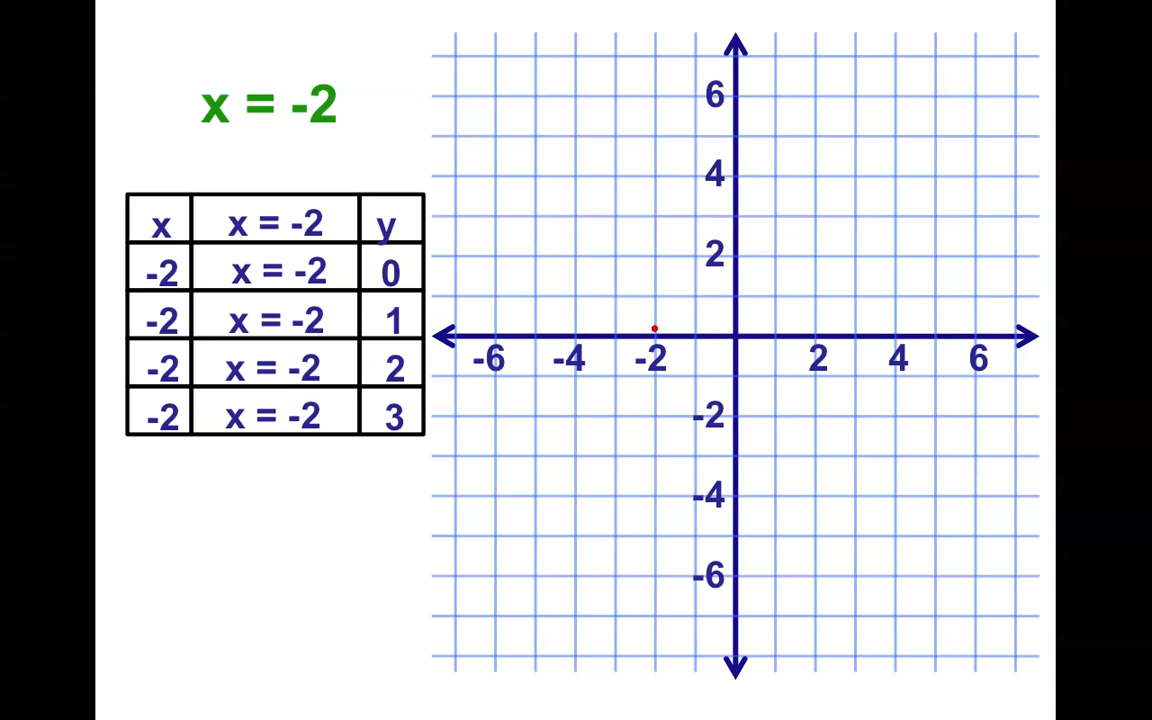 x = -2
x x = -2 y
-2 x = -2 0
-2 x = -2 1
-2 x = -2 2
-2 x = -2 3
6
4
2
-6 -4 -2 2 4 6
-2
-4
-6